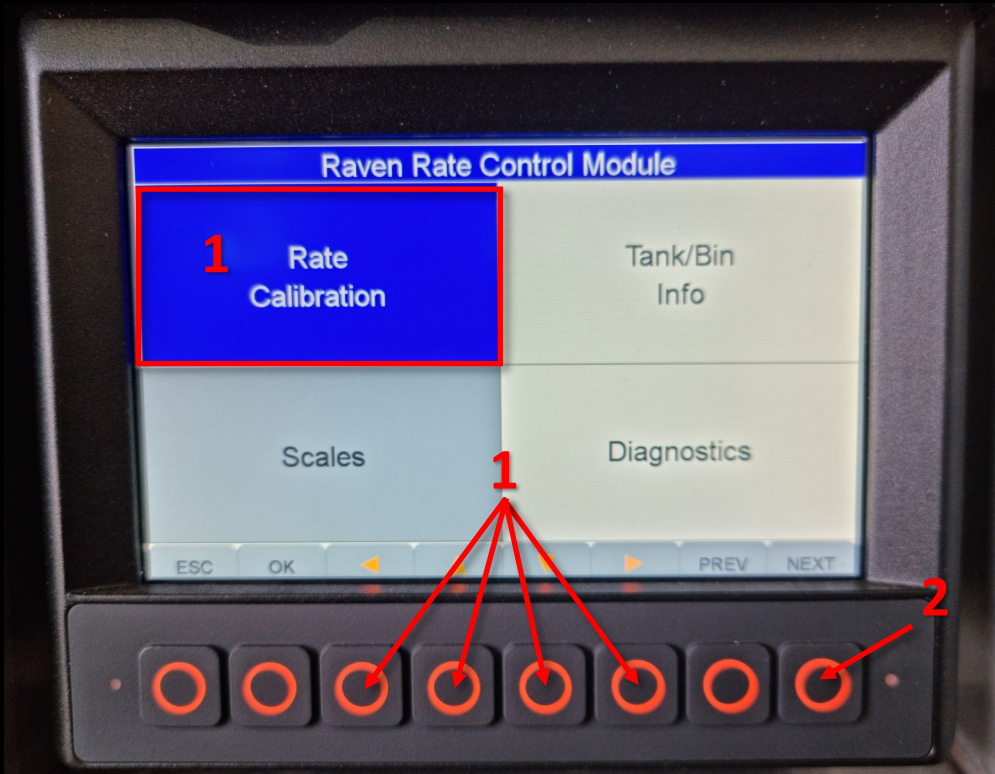 Raven Rate Control Module
1
Rate
Calibration
Tank/Bin
Info
Scales
Diagnostics
1
ESC OK PREV NEXT
2